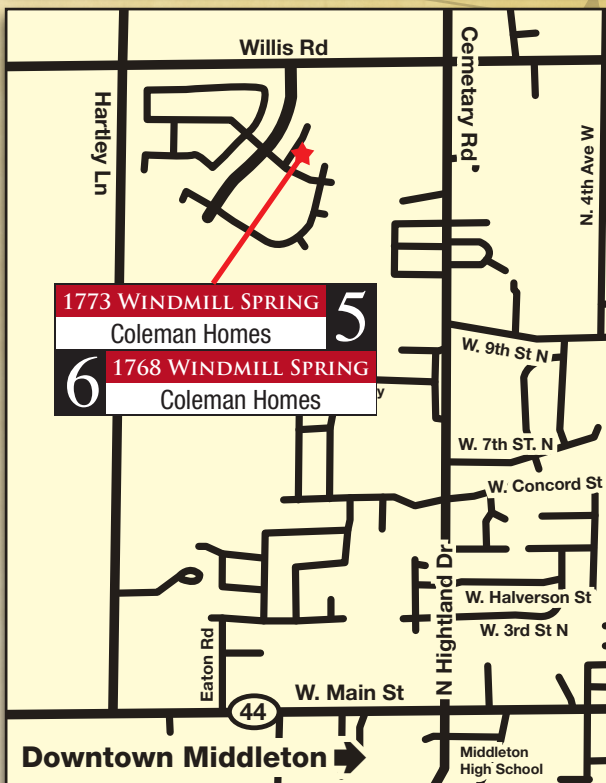 Willis Rd
Cemetary Rd
Hartley Ln
N. 4th Ave W
1773 Windmill Spring
Coleman Homes
5
6
1768 Windmill Spring
Coleman Homes
y
W. 9th St N
W. 7th ST. N
W. Concord St
N Hightland Dr.
W. Halverson St
W. 3rd St N
Eaton Rd
W. Main St
44
Downtown Middleton
Middleton
High School